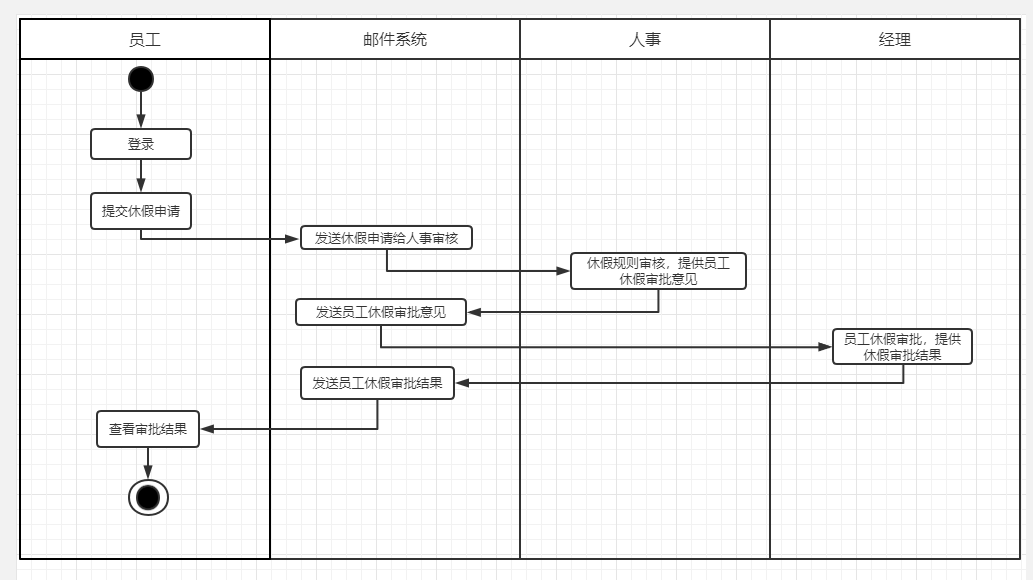 员工
邮件系统
人事
经理
登录
提交休假申请
发送休假申请给人事审核
休假规则审核，提供员工
休假审批意见
发送员工休假审批意见
员工休假审批，提供
休假审批结果
发送员工休假审批结果
查看审批结果